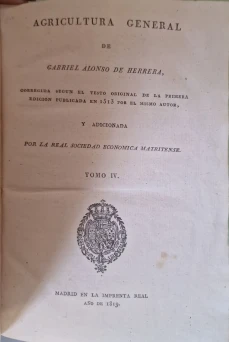 AGRICULTURA GENERAL
DE
GABRIEL ALONSO DE HERRERA,
CORREGIDA SEGUN EL TESTO ORIGINAL DE LA PRIMERA
EDICION PUBLICADA EN 1513 POR EL MISMO AUTOR,
Y ADICIONADA
POR LA REAL SOCIEDAD ECONOMICA MATRITENSE.
TOMO IV.
MADRID EN LA IMPRENTA REAL
AÑO DE 1819.